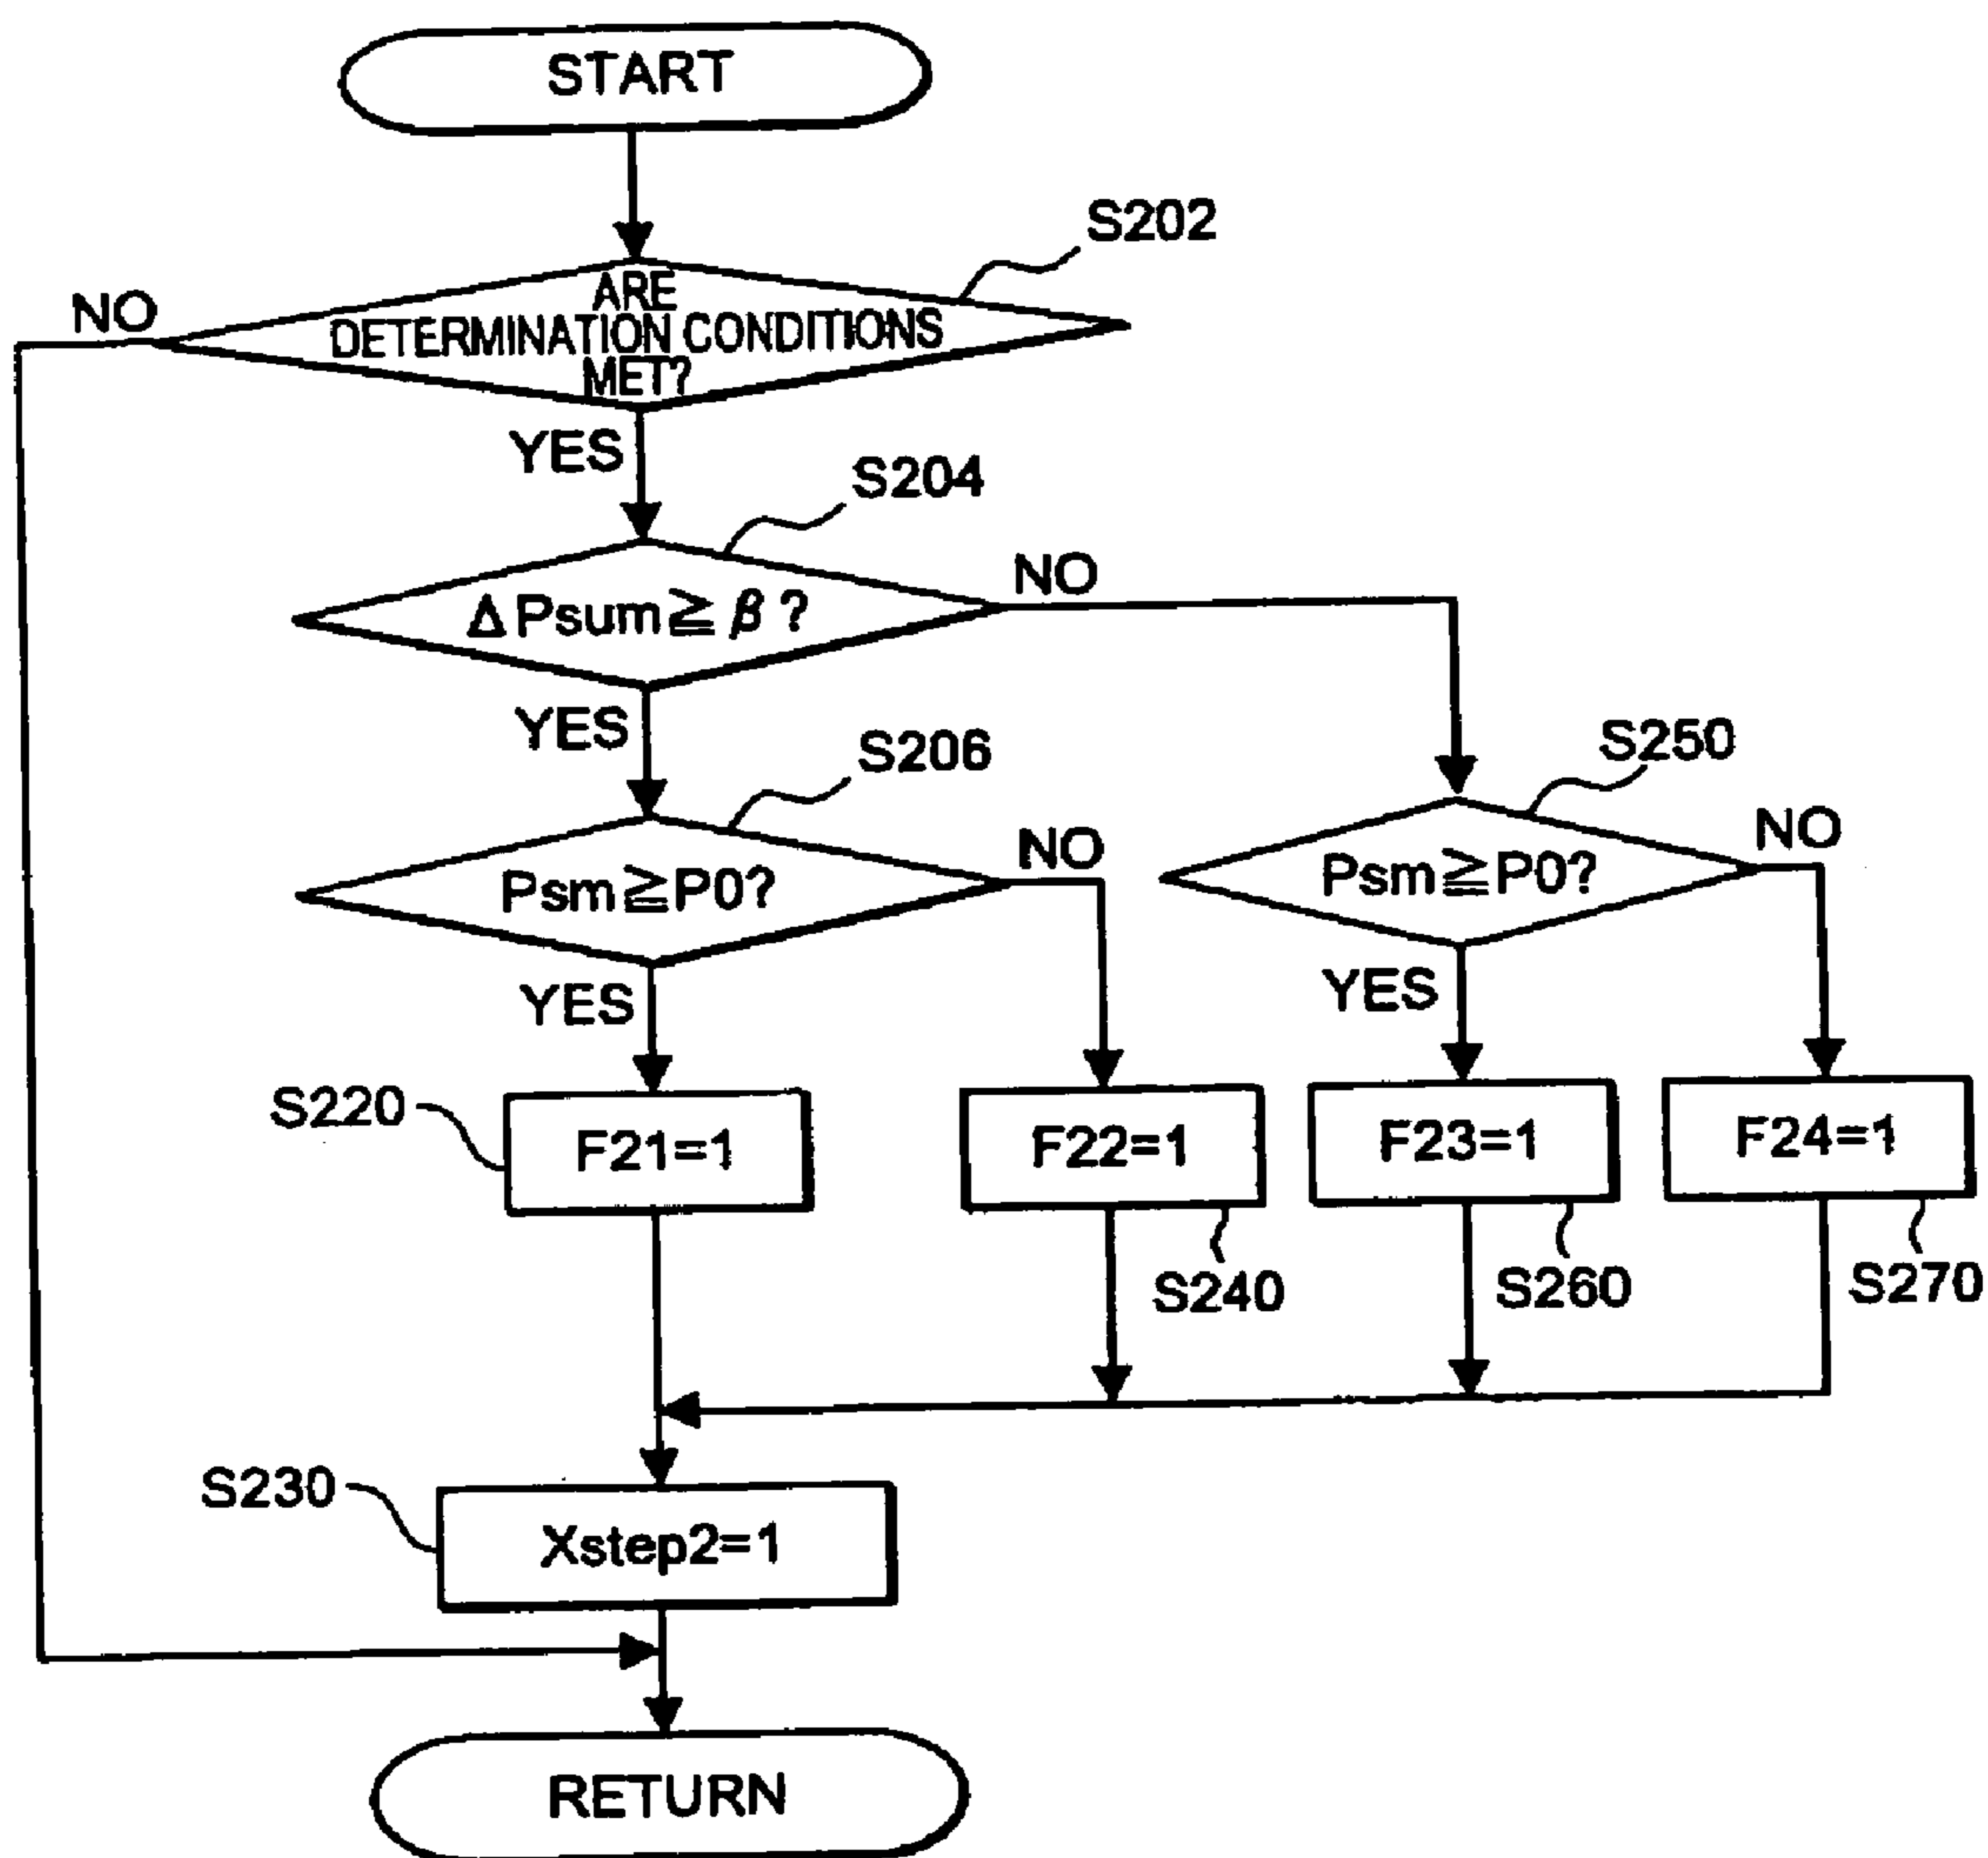 START
S202
NO
ARE
DETERMINATION CONDITIONS
MET?
YES
S204
NO
ΔPsum≧β?
YES
S206
S250
NO
NO
Psm≧P0?
Psm≧P0?
YES
YES
S220
F21=1
F22=1
F23=1
F24=1
S240
S260
S270
S230
Xstep2=1
RETURN